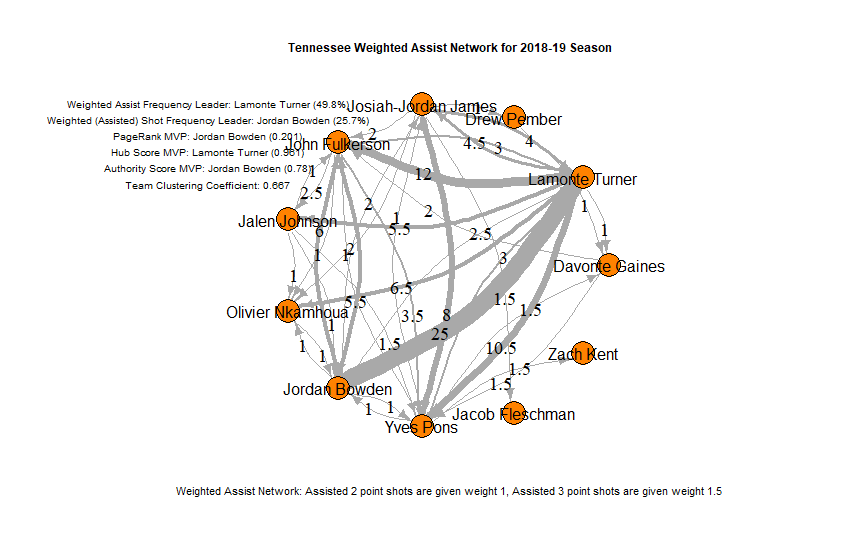 Tennessee Weighted Assist Network for 2018-19 Season
Weighted Assist Frequency Leader: Lamonte Turner (49.8%)
Weighted (Assisted) Shot Frequency Leader: Jordan Bowden (25.7%)
PageRank MVP: Jordan Bowden (0.201)
Hub Score MVP: Lamonte Turner (0.961)
Authority Score MVP: Jordan Bowden (0.78)
Team Clustering Coefficient: 0.667
Josiah-Jordan James
1
Drew Pember
2
John Fulkerson
4.5
3
4
12
1
Lamonte Turner
2.5
2
1
5.5
2
1
1
Jalen Johnson
6
2.5
2
1
1
3
Davonte Gaines
1
6.5
1.5
5.5
Olivier Nkamhoua
3.5
8
1.5
1
25
1
1
1.5
10.5
Zach Kent
1.5
Jordan Bowden
1.5
1
1
Jacob Fleschman
Yves Pons
Weighted Assist Network: Assisted 2 point shots are given weight 1, Assisted 3 point shots are given weight 1.5